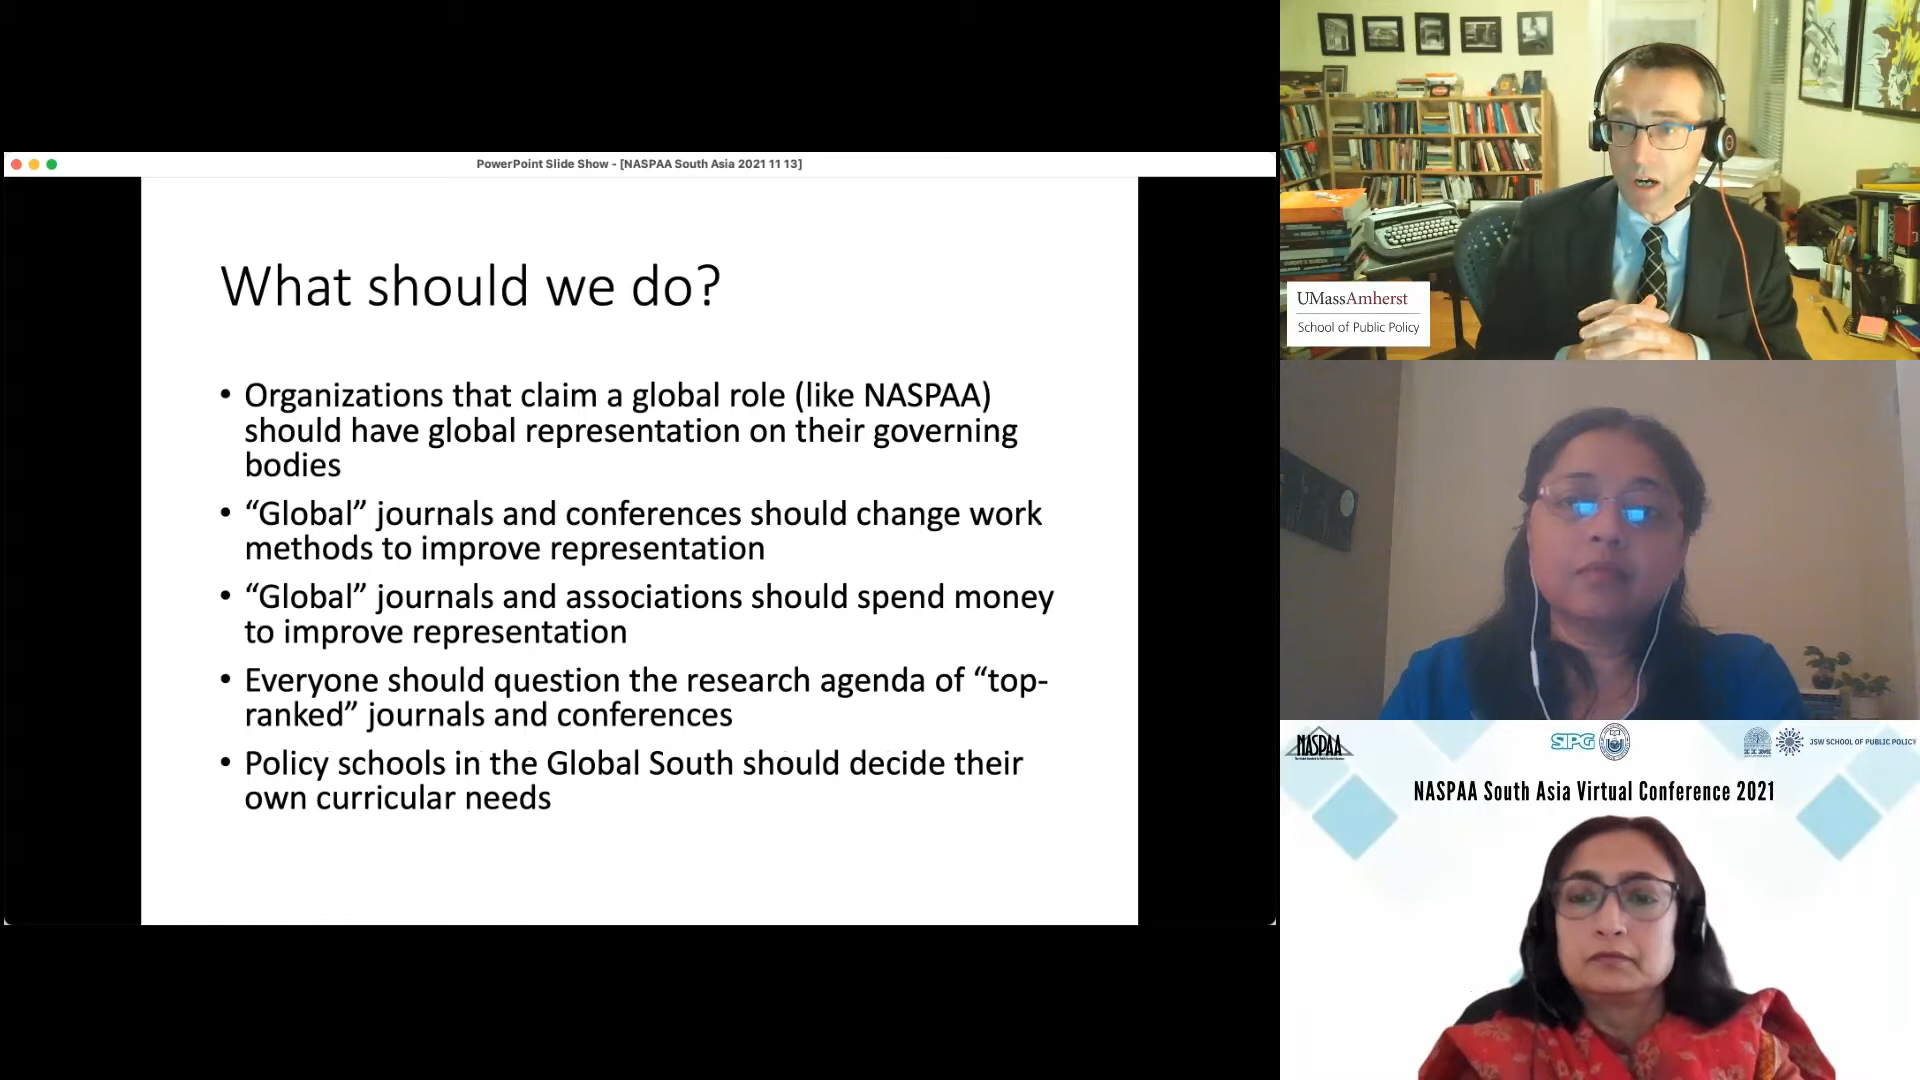 PowerPoint Slide Show - [NASPAA South Asia 2021 11 13]
What should we do?
• Organizations that claim a global role (like NASPAA)
should have global representation on their governing
bodies
• “Global” journals and conferences should change work
methods to improve representation
• “Global” journals and associations should spend money
to improve representation
• Everyone should question the research agenda of “top-
ranked” journals and conferences
• Policy schools in the Global South should decide their
own curricular needs
UMassAmherst
School of Public Policy
NASPAA
SIPG
JSW SCHOOL OF PUBLIC POLICY
NASPAA South Asia Virtual Conference 2021